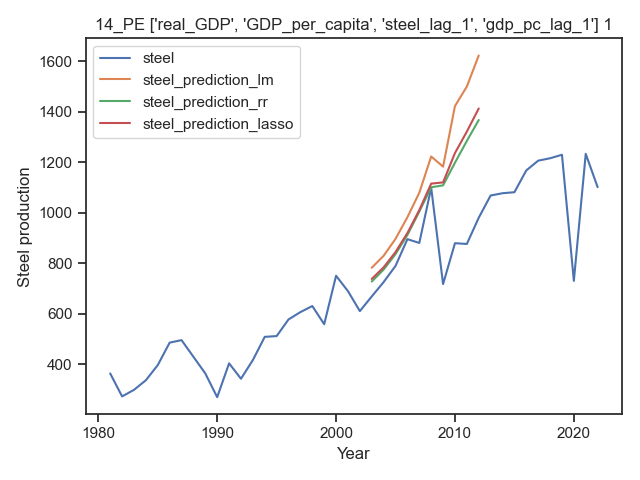 14_PE ['real_GDP', 'GDP_per_capita', 'steel_lag_1', 'gdp_pc_lag_1'] 1
steel
steel_prediction_lm
steel_prediction_rr
steel_prediction_lasso
Steel production
1600
1400
1200
1000
800
600
400
1980
1990
2000
2010
2020
Year